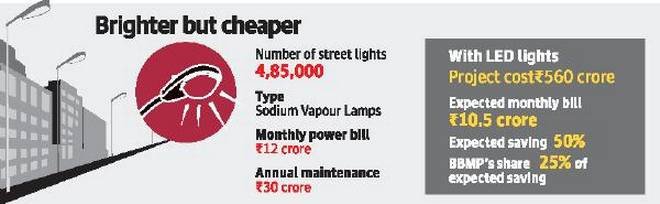 Brighter but cheaper
Number of street lights
4,85,000
Type
Sodium Vapour Lamps
Monthly power bill
₹12 crore
Annual maintenance
₹30 crore
With LED lights
Project cost₹560 crore
Expected monthly bill
₹10.5 crore
Expected saving 50%
BBMP's share 25% of
expected saving